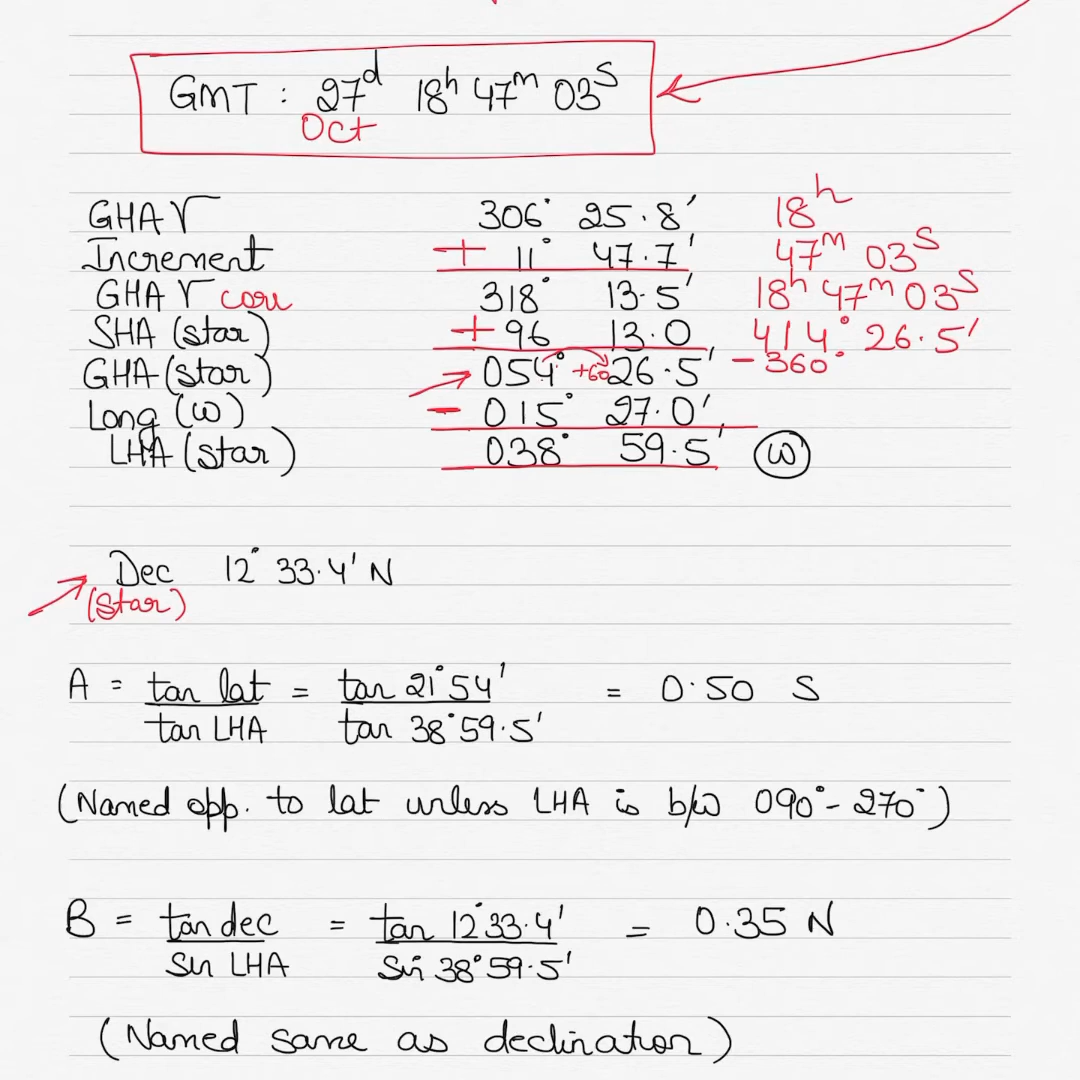 GMT : 27d 18h 47m 03s
Oct
GHA ♈ 306° 25.8' 18h
Increment + 11° 47.7' 47m 03s
GHA ♈ corr 318° 13.5' 18h 47m 03s
SHA (star) + 96 13.0 414° 26.5'
GHA (star) 054° +60 26.5' - 360°
Long (W) - 015° 27.0'
LHA (star) 038° 59.5' W
Dec 12° 33.4' N
(star)
A = tan lat = tan 21°54' = 0.50 S
tan LHA tan 38°59.5'
(Named opp. to lat unless LHA is b/w 090°-270°)
B = tan dec = tan 12°33.4' = 0.35 N
Sin LHA Sin 38°59.5'
(Named same as declination)